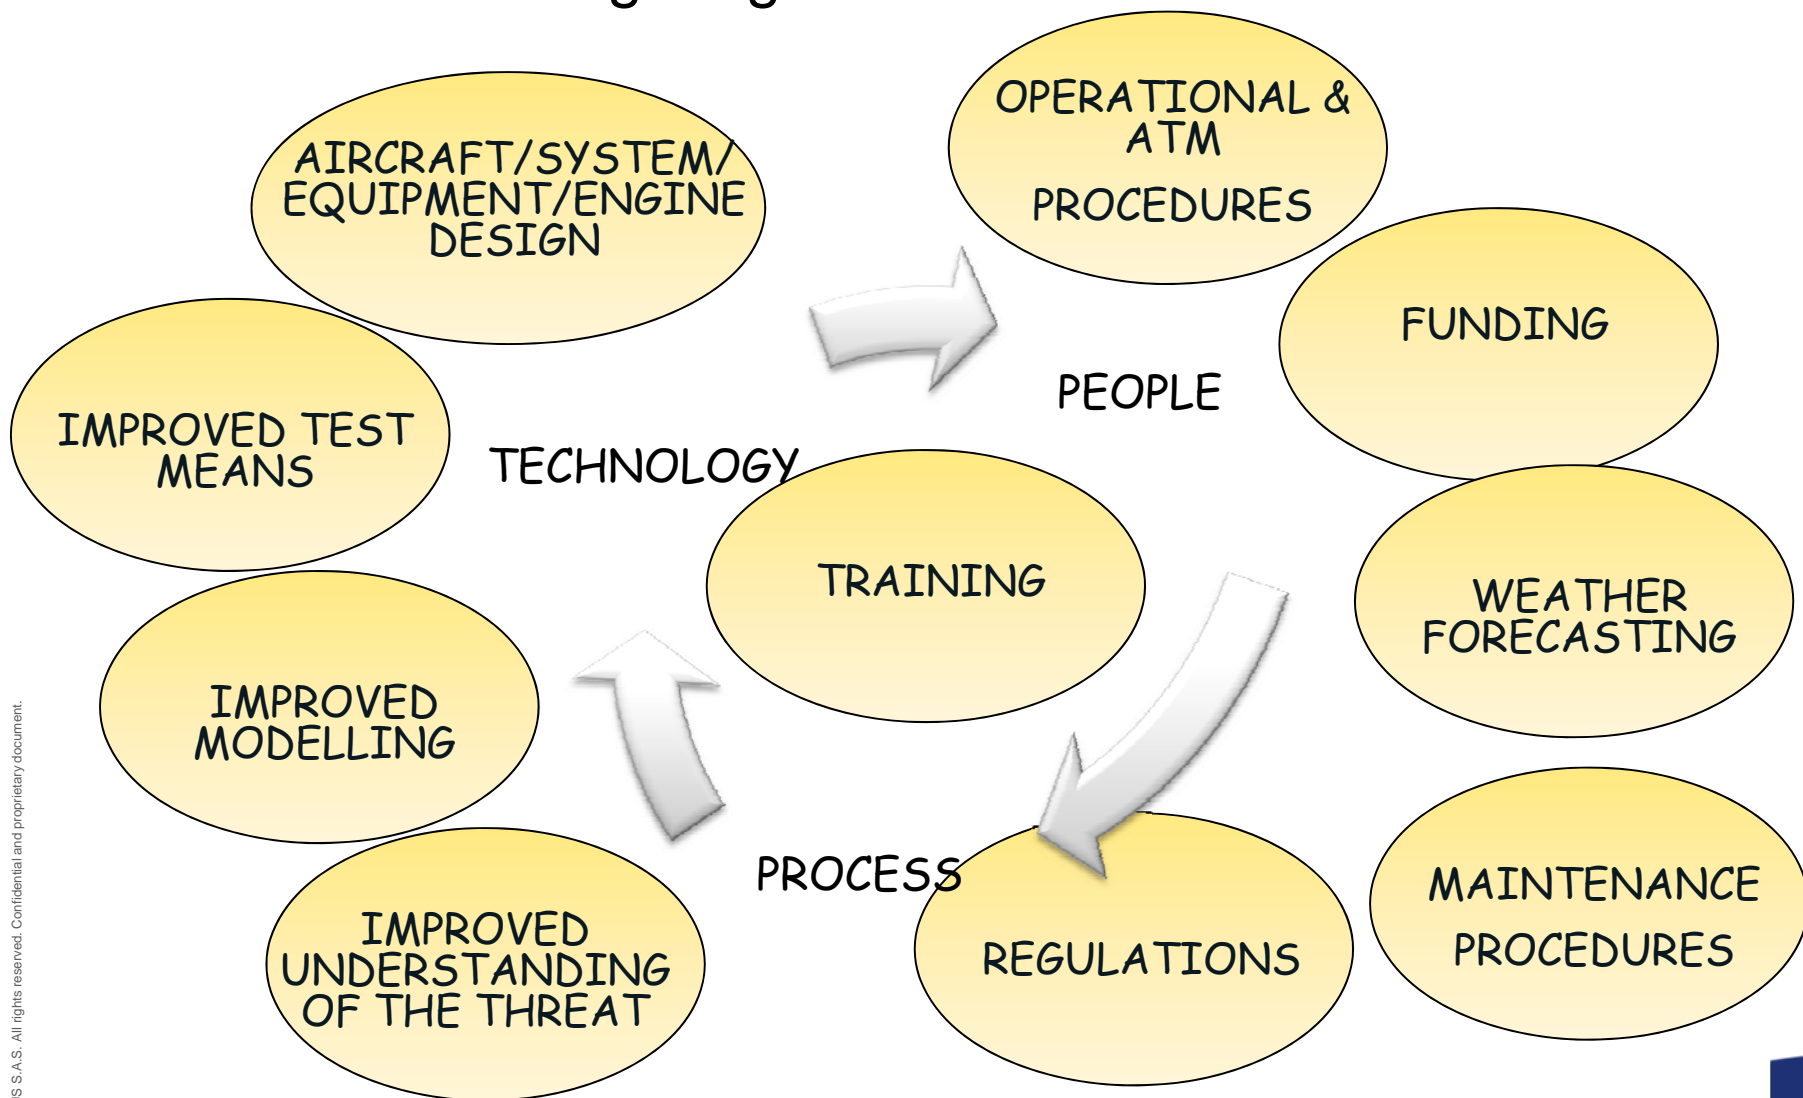 AIRCRAFT/SYSTEM/
EQUIPMENT/ENGINE
DESIGN
OPERATIONAL &
ATM
PROCEDURES
FUNDING
PEOPLE
IMPROVED TEST
MEANS
TECHNOLOGY
TRAINING
WEATHER
FORECASTING
IMPROVED
MODELLING
PROCESS
MAINTENANCE
PROCEDURES
IMPROVED
UNDERSTANDING
OF THE THREAT
REGULATIONS
S.A.S. All rights reserved. Confidential and proprietary document.